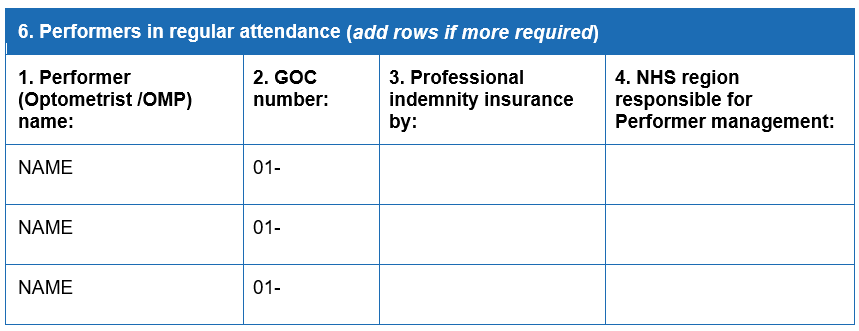 6. Performers in regular attendance (add rows if more required)
1. Performer (Optometrist /OMP) name:
2. GOC number:
3. Professional indemnity insurance by:
4. NHS region responsible for Performer management:
NAME 01-
NAME 01-
NAME 01-